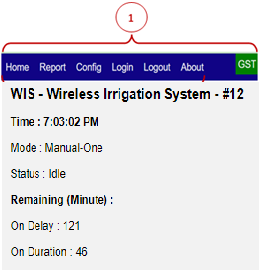 1
Home Report Config Login Logout About GST
WIS - Wireless Irrigation System - #12
Time : 7:03:02 PM
Mode : Manual-One
Status : Idle
Remaining (Minute) :
On Delay : 121
On Duration : 46